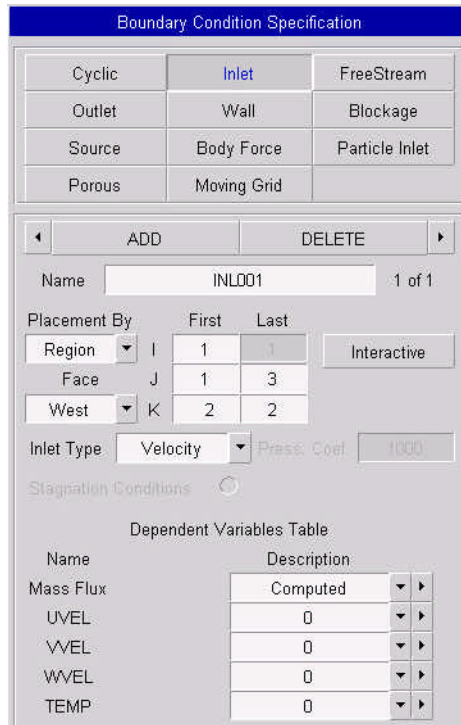 Boundary Condition Specification
Cyclic Inlet FreeStream
Outlet Wall Blockage
Source Body Force Particle Inlet
Porous Moving Grid
ADD DELETE
Name INL001 1 of 1
Placement By First Last
Region I 1 1 Interactive
Face J 1 3
West K 2 2
Inlet Type Velocity Press. Coef. 1000
Stagnation Conditions
Dependent Variables Table
Name Description
Mass Flux Computed
UVEL 0
VVEL 0
WVEL 0
TEMP 0